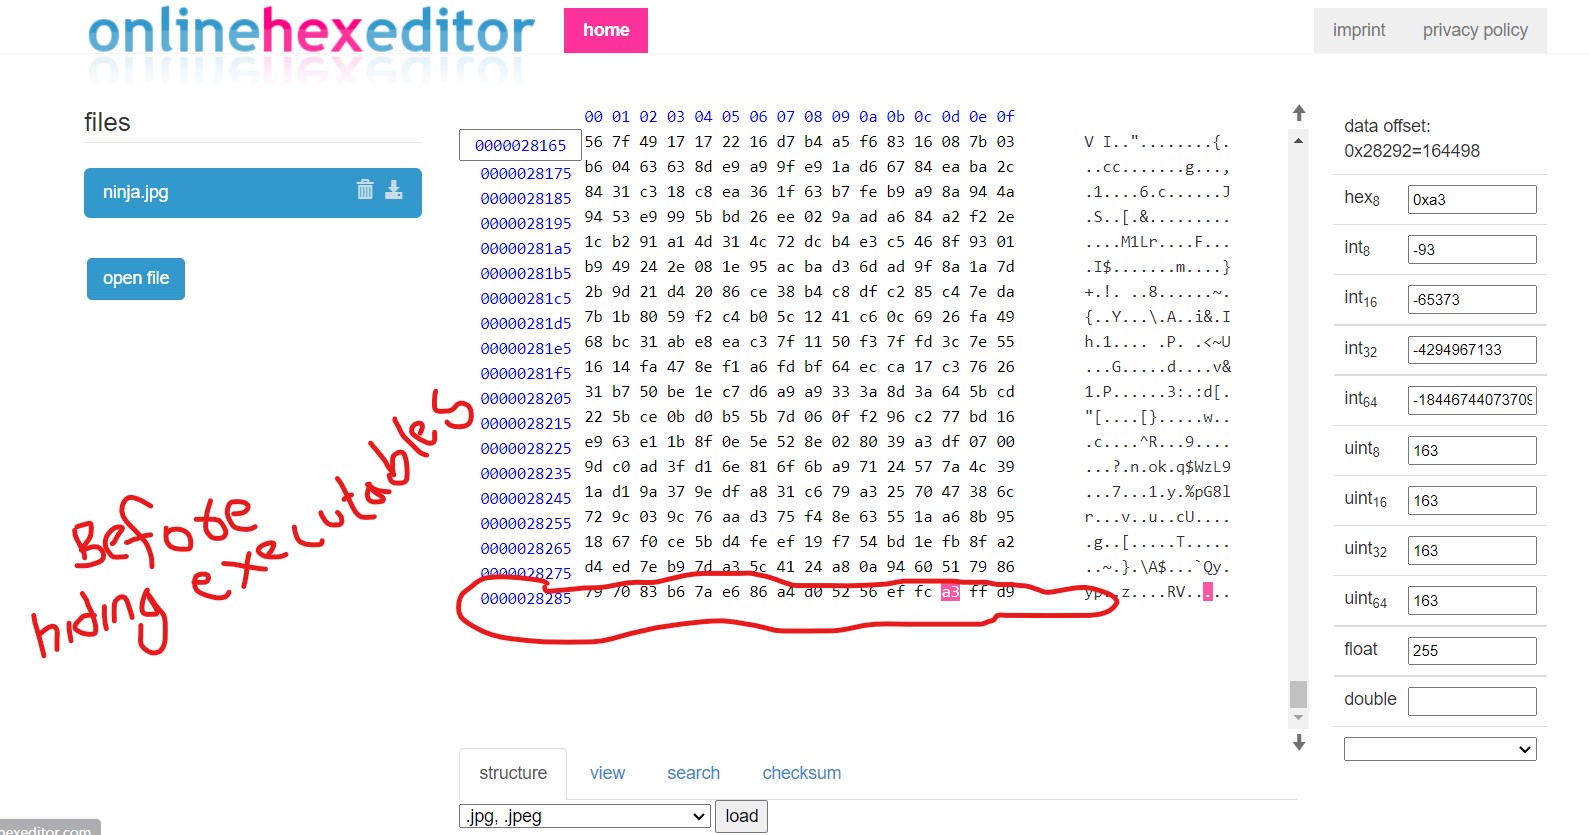 onlinehexeditor
home
imprint privacy policy
files
ninja.jpg
open file
00 01 02 03 04 05 06 07 08 09 0a 0b 0c 0d 0e 0f
0000028165 56 7f 49 17 17 22 16 d7 b4 a5 f6 83 16 08 7b 03 V I.."........{.
0000028175 b6 04 63 63 8d e9 a9 9f e9 1a d6 67 84 ea ba 2c ..cc.......g...,
0000028185 84 31 c3 18 c8 ea 36 1f 63 b7 fe b9 a9 8a 94 4a .1....6.c......J
0000028195 94 53 e9 99 5b bd 26 ee 02 9a ad a6 84 a2 f2 2e .S..[.&.........
00000281a5 1c b2 91 a1 4d 31 4c 72 dc b4 e3 c5 46 8f 93 01 ....M1Lr....F...
00000281b5 b9 49 24 2e 08 1e 95 ac ba d3 6d ad 9f 8a 1a 7d .I$.......m....}
00000281c5 2b 9d 21 d4 20 86 ce 38 b4 c8 df c2 85 c4 7e da +.!. ..8......~.
00000281d5 7b 1b 80 59 f2 c4 b0 5c 12 41 c6 0c 69 26 fa 49 {..Y...\.A..i&.I
00000281e5 68 bc 31 ab e8 ea c3 7f 11 50 f3 7f fd 3c 7e 55 h.1.... .P. .<~U
00000281f5 16 14 fa 47 8e f1 a6 fd bf 64 ec ca 17 c3 76 26 ...G.....d....v&
0000028205 31 b7 50 be 1e c7 d6 a9 a9 33 3a 8d 3a 64 5b cd 1.P......3:.:d[.
0000028215 22 5b ce 0b d0 b5 5b 7d 06 0f f2 96 c2 77 bd 16 "[....[}.....w..
0000028225 e9 63 e1 1b 8f 0e 5e 52 8e 02 80 39 a3 df 07 00 .c....^R...9....
0000028235 9d c0 ad 3f d1 6e 81 6f 6b a9 71 24 57 7a 4c 39 ...?.n.ok.q$WzL9
0000028245 1a d1 9a 37 9e df a8 31 c6 79 a3 25 70 47 38 6c ...7...1.y.%pG8l
0000028255 72 9c 03 9c 76 aa d3 75 f4 8e 63 55 1a a6 8b 95 r...v..u..cU....
0000028265 18 67 f0 ce 5b d4 fe ef 19 f7 54 bd 1e fb 8f a2 .g..[.....T.....
0000028275 d4 ed 7e b9 7d a3 5c 41 24 a8 0a 94 60 51 79 86 ..~.}.\A$...`Qy.
0000028285 79 70 83 b6 7a e6 86 a4 d0 52 56 ef fc a3 ff d9 yp..z....RV.....
Before
hiding executables
data offset:
0x28292=164498
hex8 0xa3
int8 -93
int16 -65373
int32 -4294967133
int64 -18446744073709
uint8 163
uint16 163
uint32 163
uint64 163
float 255
double
structure view search checksum
.jpg, .jpeg load
hexeditor.com